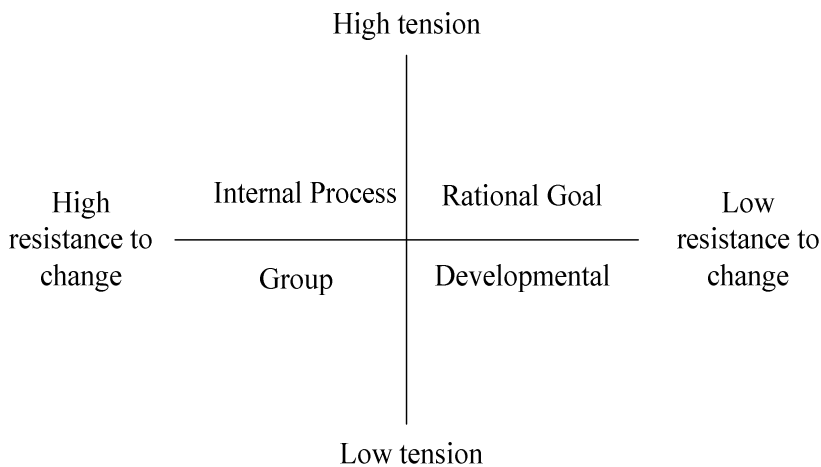 High tension
Internal Process
Rational Goal
High
resistance to
change
Low
resistance to
change
Group
Developmental
Low tension